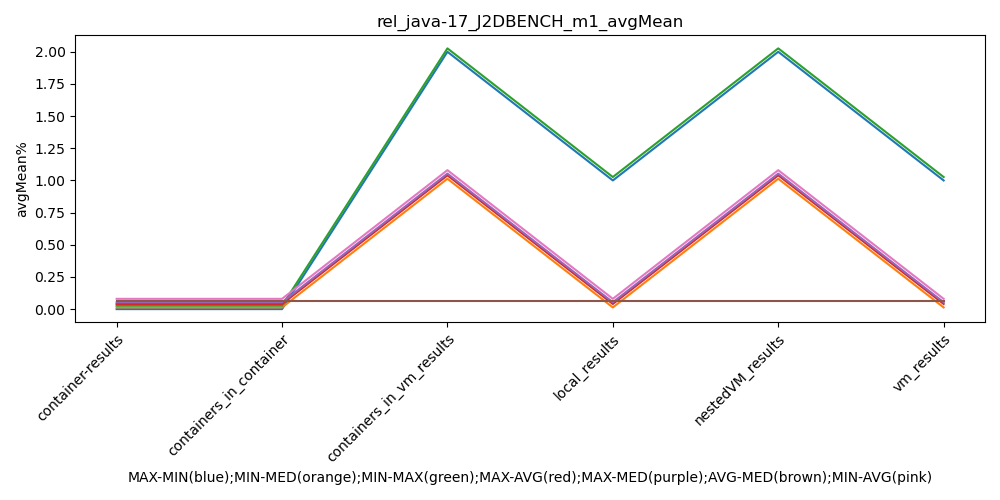 rel_java-17_J2DBENCH_m1_avgMean
avgMean%
2.00
1.75
1.50
1.25
1.00
0.75
0.50
0.25
0.00
container-results
containers_in_container
containers_in_vm_results
local_results
nestedVM_results
vm_results
MAX-MIN(blue);MIN-MED(orange);MIN-MAX(green);MAX-AVG(red);MAX-MED(purple);AVG-MED(brown);MIN-AVG(pink)